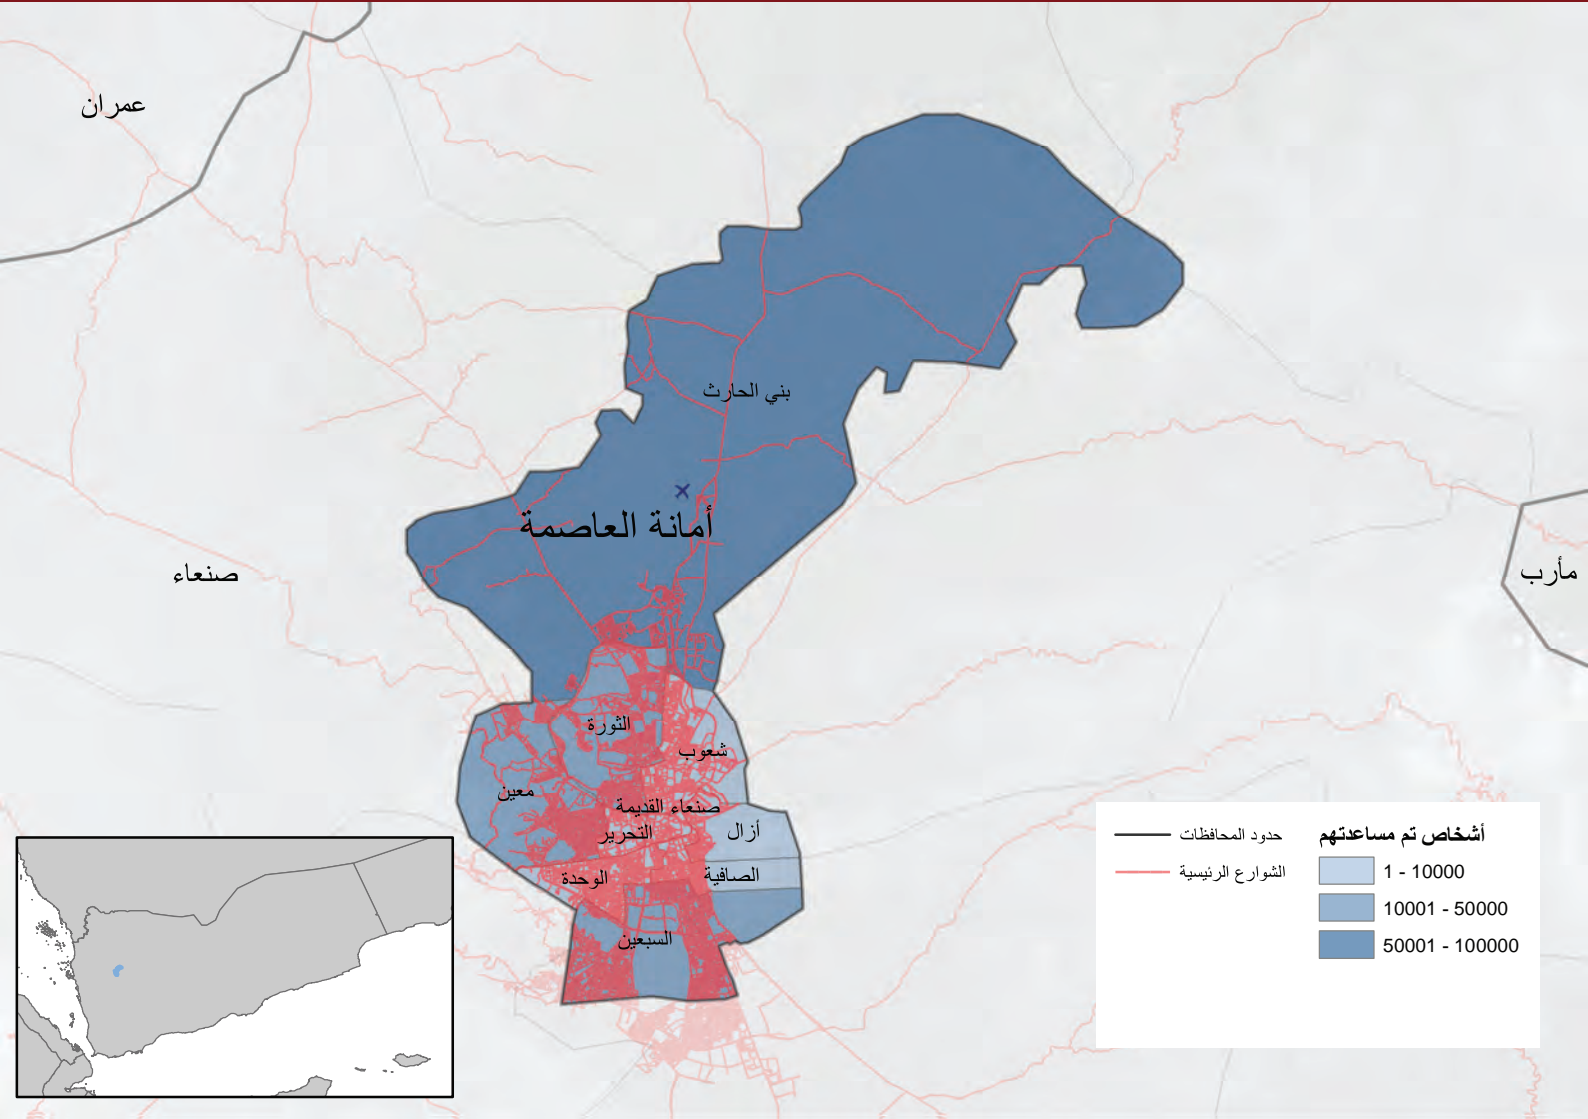 عمران
بني الحارث
أمانة العاصمة
صنعاء
مأرب
الثورة
شعوب
معين
صنعاء القديمة
التحرير
أزال
الوحدة
الصافية
السبعين
أشخاص تم مساعدتهم
1 - 10000
10001 - 50000
50001 - 100000
حدود المحافظات
الشوارع الرئيسية